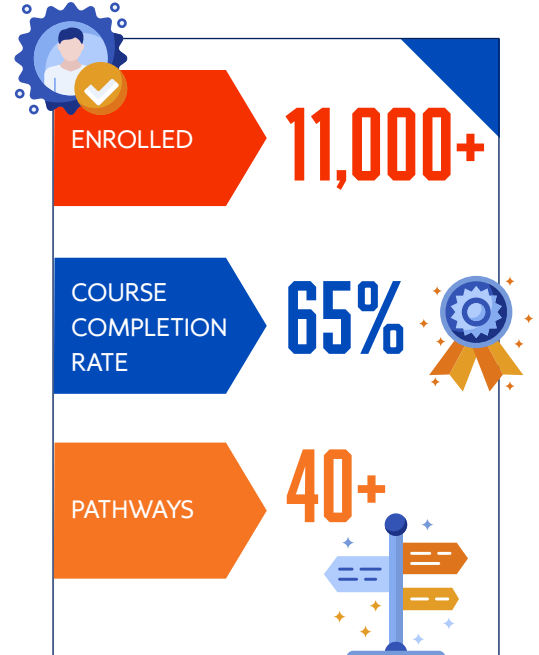 ENROLLED
11,000+
COURSE
COMPLETION
RATE
65%
PATHWAYS
40+